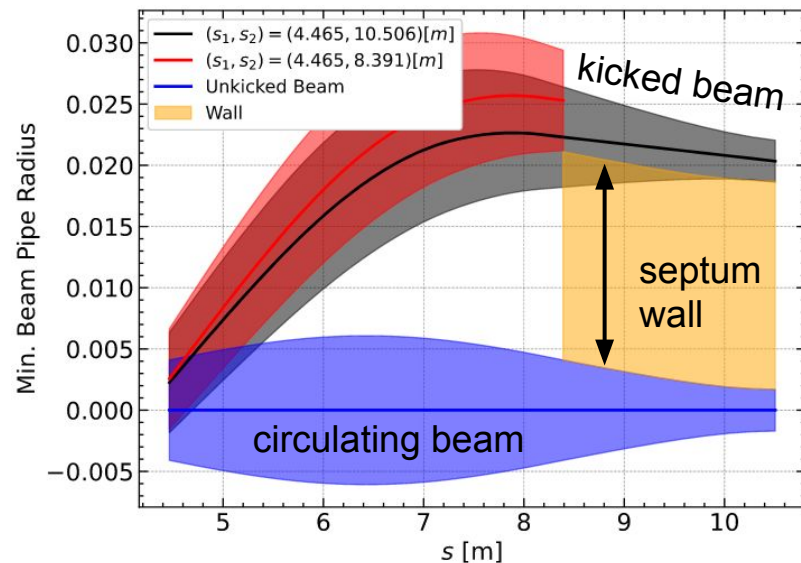 (s₁, s₂) = (4.465, 10.506)[m]
(s₁, s₂) = (4.465, 8.391)[m]
Unkicked Beam
Wall
kicked beam
septum
wall
circulating beam
Min. Beam Pipe Radius
0.030
0.025
0.020
0.015
0.010
0.005
0.000
−0.005
5 6 7 8 9 10
s [m]